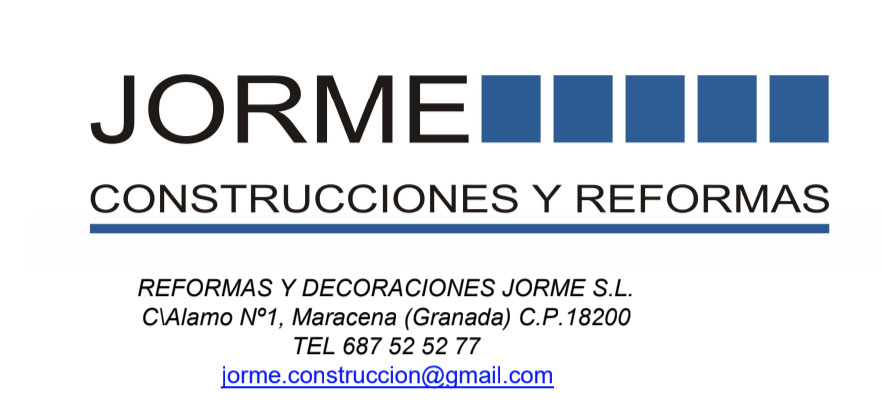 JORME
CONSTRUCCIONES Y REFORMAS
REFORMAS Y DECORACIONES JORME S.L.
C\Alamo Nº1, Maracena (Granada) C.P.18200
TEL 687 52 52 77
jorme.construccion@gmail.com